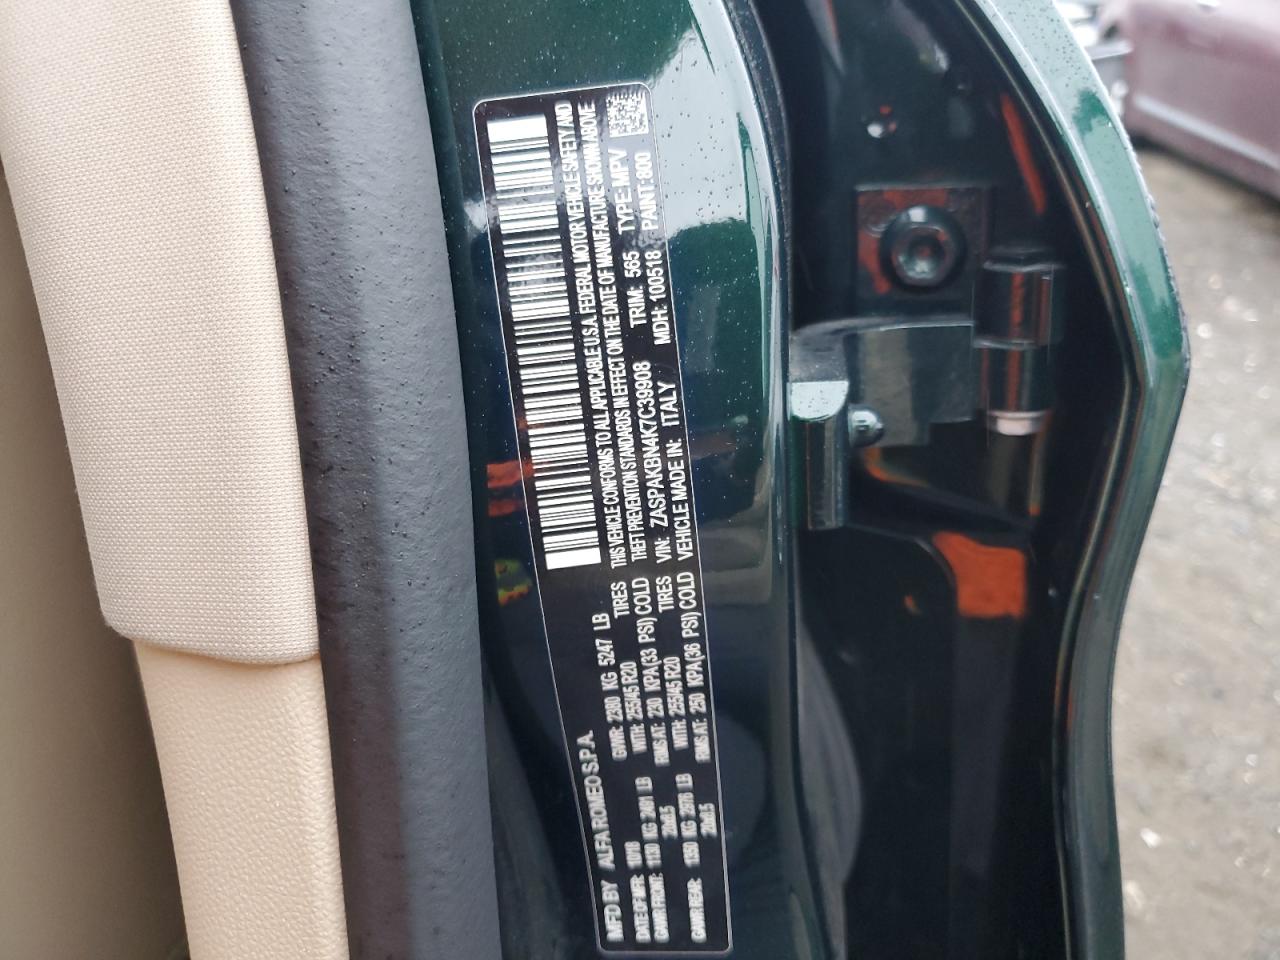 MFD BY ALFA ROMEO S.P.A.
DATE OF MFR: 10/18 GVWR: 2380 KG 5247 LB
GAWR FRONT: 1130 KG 2491 LB WITH: 255/45 R20 TIRES
20x8.5 RIMS AT: 230 KPA(33 PSI) COLD
GAWR REAR: 1350 KG 2976 LB WITH: 255/45 R20 TIRES
20x8.5 RIMS AT: 250 KPA(36 PSI) COLD
THIS VEHICLE CONFORMS TO ALL APPLICABLE U.S.A. FEDERAL MOTOR VEHICLE SAFETY AND
THEFT PREVENTION STANDARDS IN EFFECT ON THE DATE OF MANUFACTURE SHOWN ABOVE
VIN: ZASPAKBN4K7C39908 TRIM: 565 TYPE: MPV
VEHICLE MADE IN: ITALY MDH: 100518 PAINT: 800